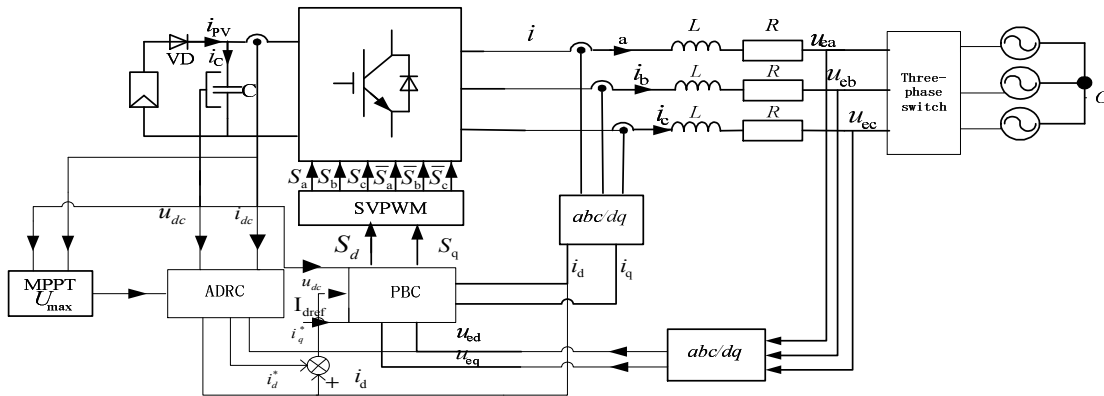 i_PV
VD
i_C
C
i
a
L
R
u_ea
i_b
L
R
u_eb
i_c
L
R
u_ec
Three-
phase
switch
S_a
S_b
S_c
S̅_a
S̅_b
S̅_c
SVPWM
abc/dq
u_dc
i_dc
S_d
S_q
i_d
i_q
MPPT
U_max
ADRC
u_dc
PBC
I_dref
i_q^*
u_ed
u_eq
abc/dq
i_d^*
+
i_d